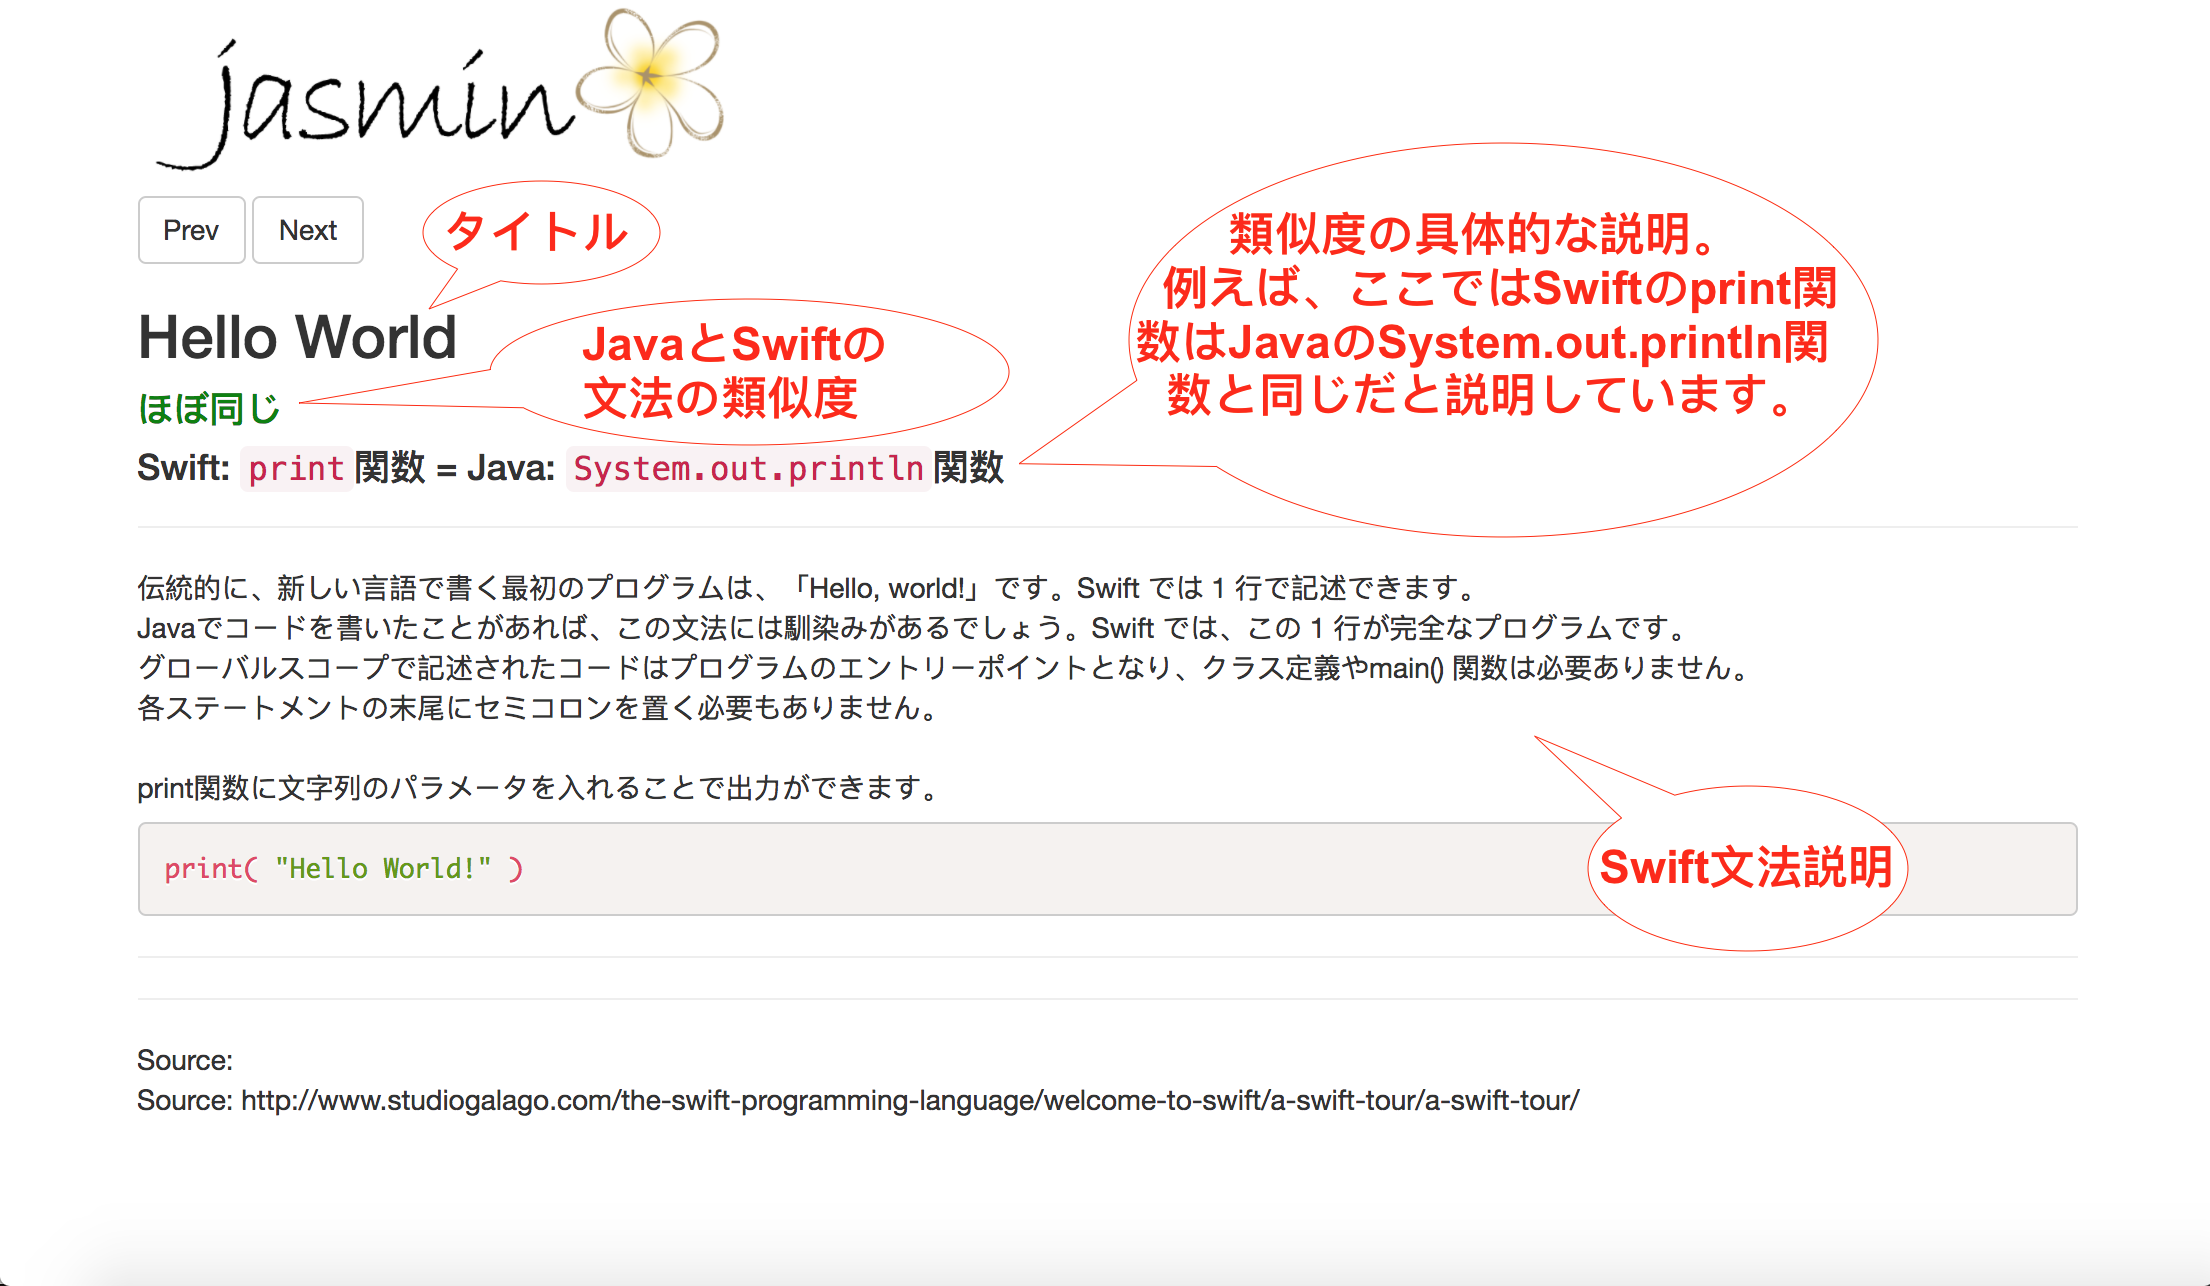 jasmin
Prev
Next
タイトル
Hello World
JavaとSwiftの
文法の類似度
ほぼ同じ
類似度の具体的な説明。
例えば、ここではSwiftのprint関
数はJavaのSystem.out.println関
数と同じだと説明しています。
Swift: print関数 = Java: System.out.println関数
伝統的に、新しい言語で書く最初のプログラムは、「Hello, world!」です。Swift では 1 行で記述できます。
Javaでコードを書いたことがあれば、この文法には馴染みがあるでしょう。Swift では、この 1 行が完全なプログラムです。
グローバルスコープで記述されたコードはプログラムのエントリーポイントとなり、クラス定義やmain() 関数は必要ありません。
各ステートメントの末尾にセミコロンを置く必要もありません。
print関数に文字列のパラメータを入れることで出力ができます。
print( "Hello World!" )
Swift文法説明
Source:
Source: http://www.studiogalago.com/the-swift-programming-language/welcome-to-swift/a-swift-tour/a-swift-tour/